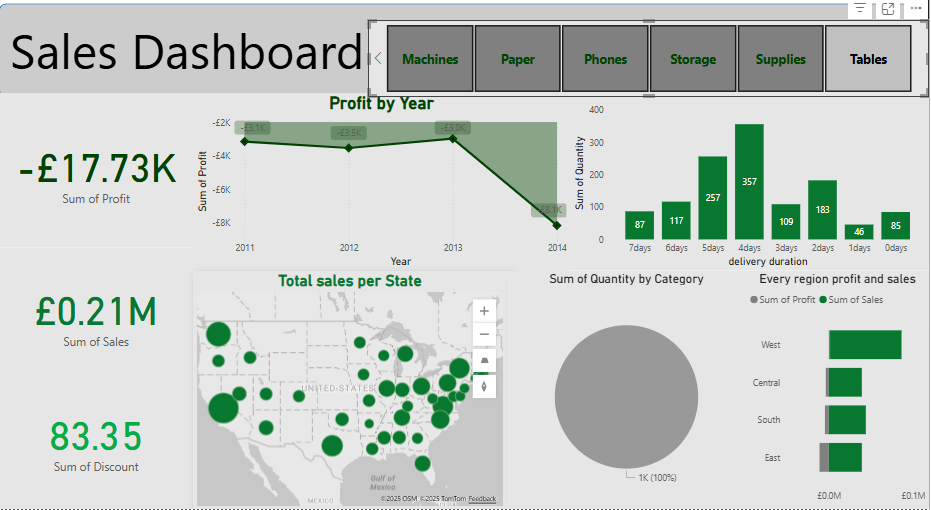 Sales Dashboard
Machines
Paper
Phones
Storage
Supplies
Tables
-£17.73K
Sum of Profit
£0.21M
Sum of Sales
83.35
Sum of Discount
Profit by Year
Sum of Profit
-£2K
-£4K
-£6K
-£8K
-£3.1K
-£3.5K
-£3.0K
-£8.1K
2011
2012
2013
2014
Year
Sum of Quantity
400
300
200
100
0
87
117
257
357
109
183
46
85
7days
6days
5days
4days
3days
2days
1days
0days
delivery duration
Total sales per State
UNITED STATES
Gulf of
Mexico
MEXICO
©2025 OSM ©2025 TomTom Feedback
Sum of Quantity by Category
1K (100%)
Every region profit and sales
Sum of Profit
Sum of Sales
West
Central
South
East
£0.0M
£0.1M